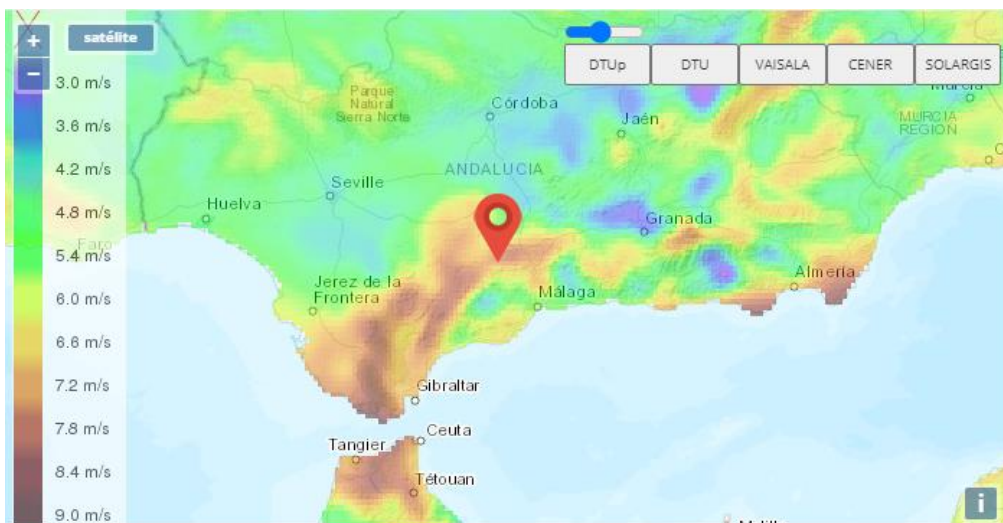 +
−
satélite
3.0 m/s
3.6 m/s
4.2 m/s
4.8 m/s
5.4 m/s
6.0 m/s
6.6 m/s
7.2 m/s
7.8 m/s
8.4 m/s
9.0 m/s
DTUp
DTU
VAISALA
CENER
SOLARGIS
Parque
Natural
Sierra Norte
Córdoba
Jaén
Murcia
MURCIA
REGION
ANDALUCIA
Seville
Huelva
Faro
Granada
Jerez de la
Frontera
Málaga
Almería
Gibraltar
Ceuta
Tangier
Tétouan
i